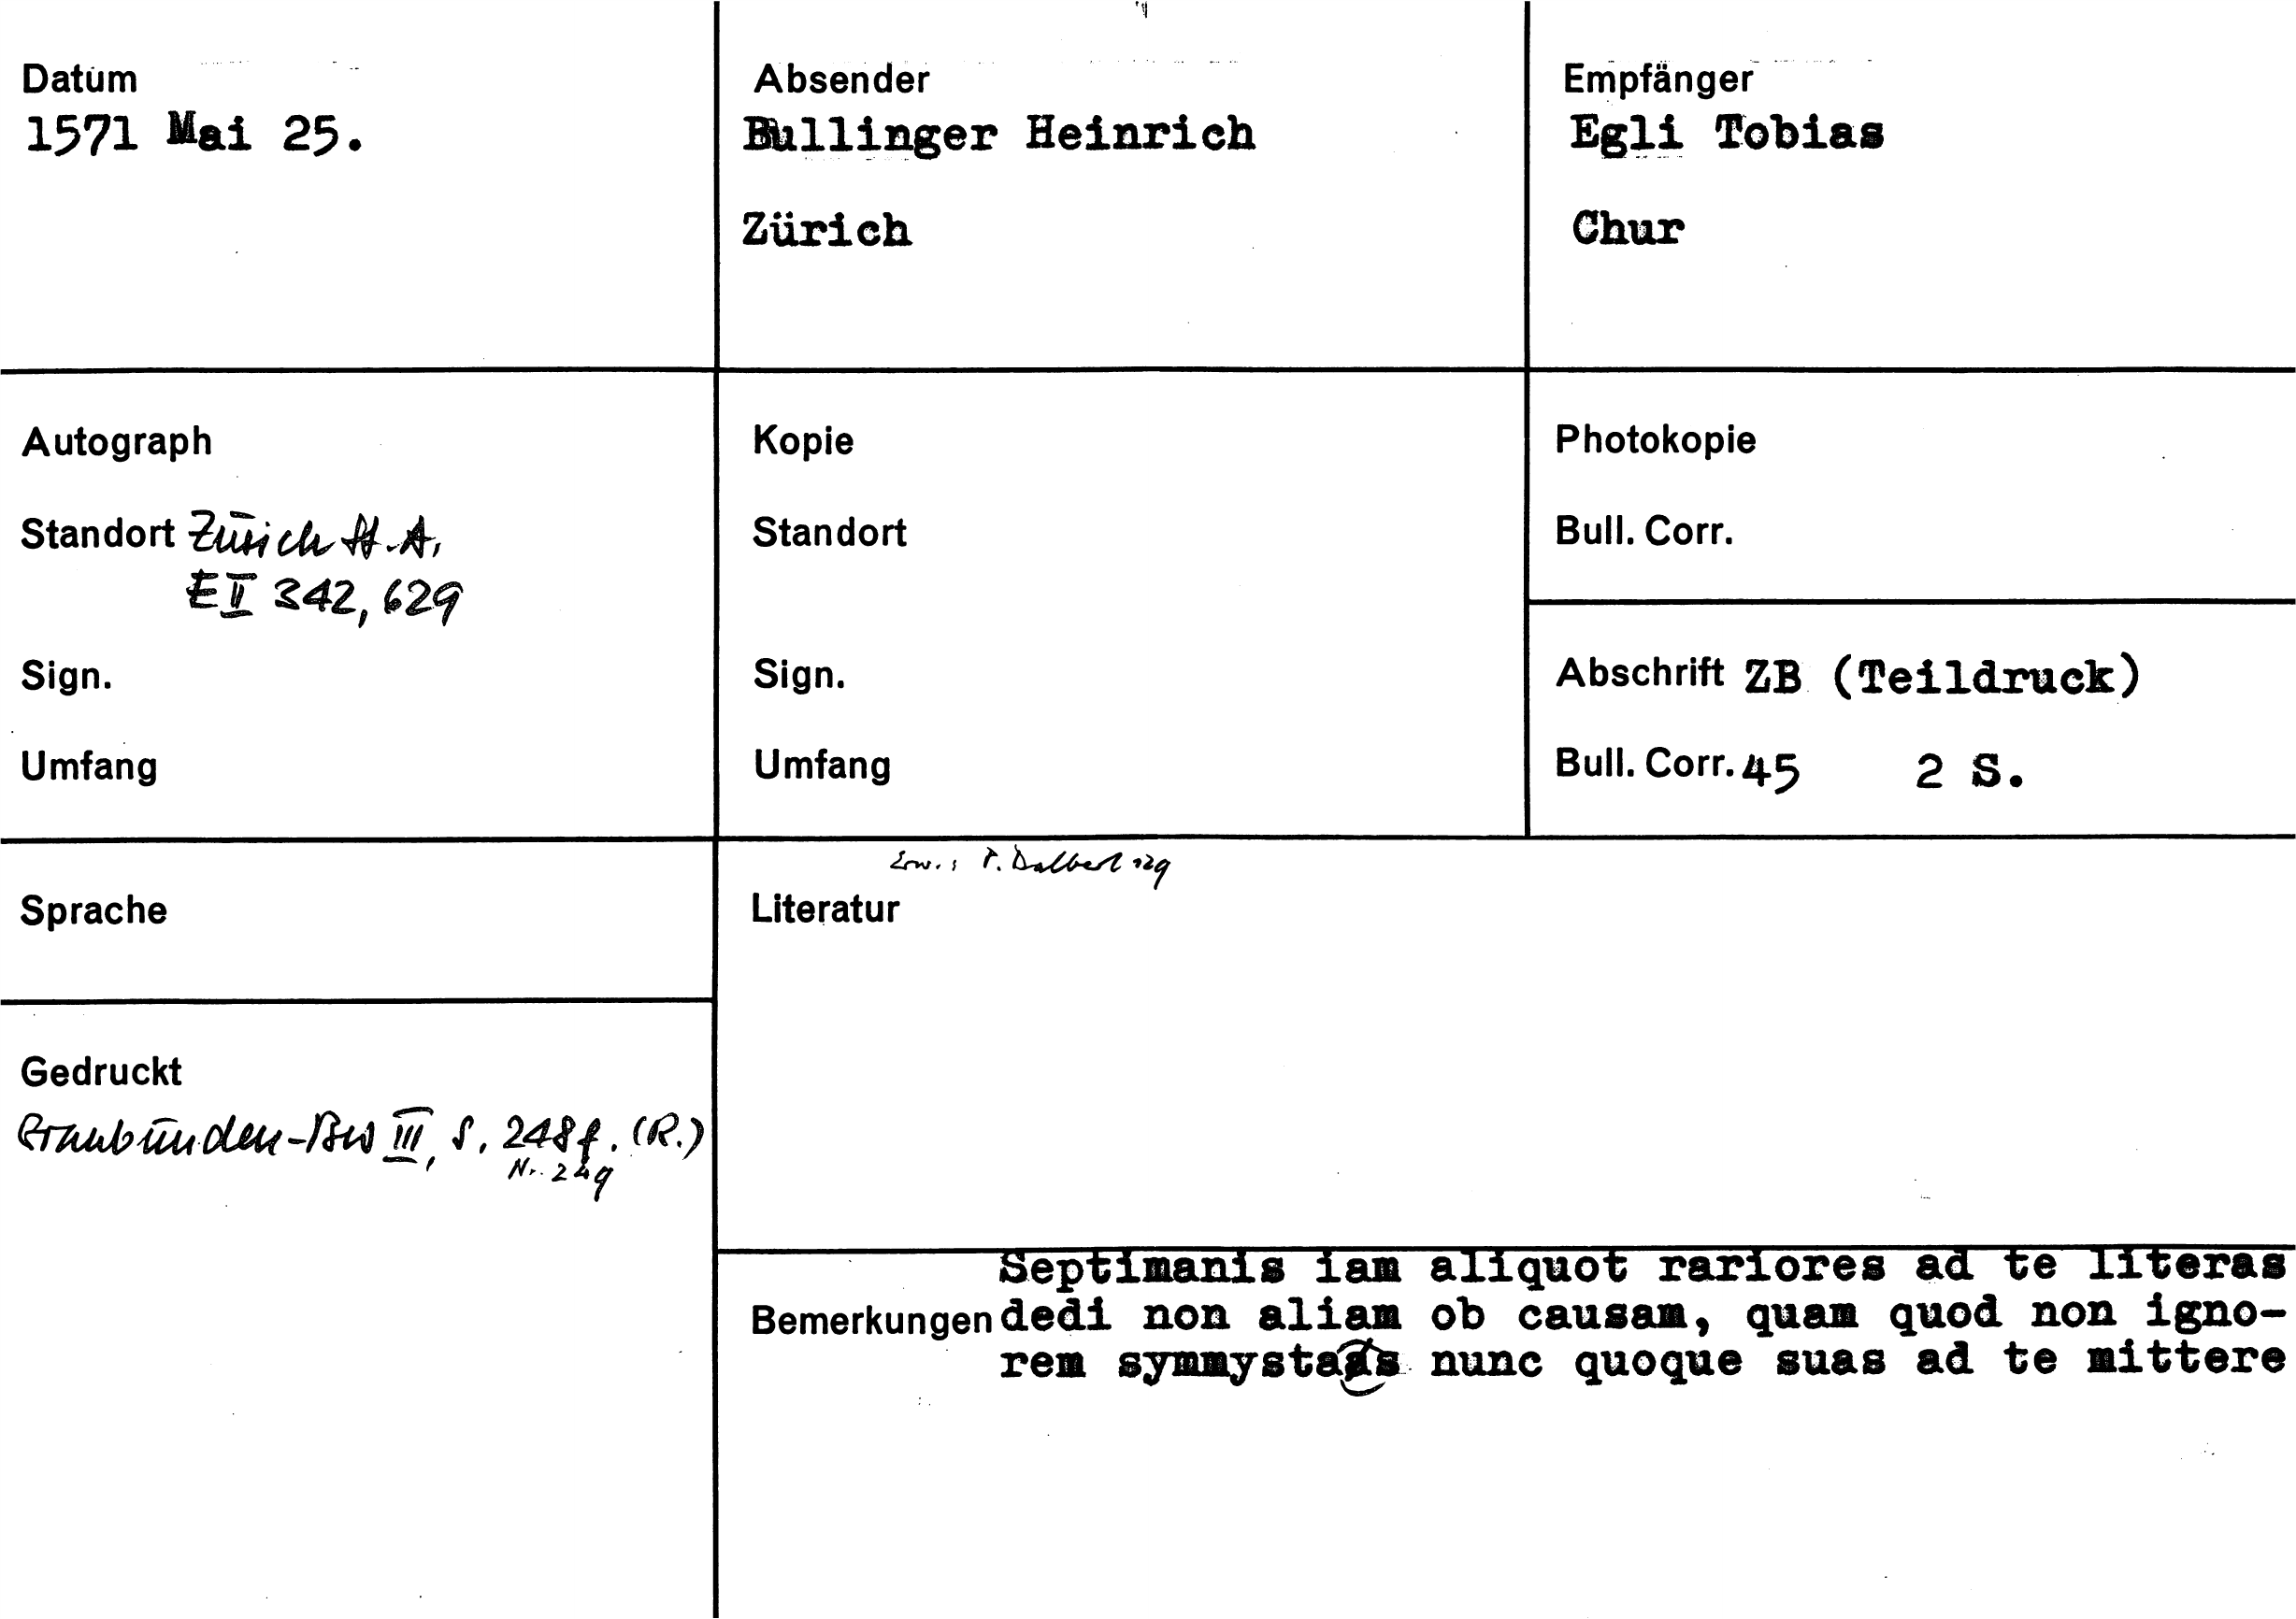 Datum
1571 Mai 25.
Absender
Bullinger Heinrich
Zürich
Empfänger
Egli Tobias
Chur
Autograph
Standort Zürich St.A.
E II 342, 629
Sign.
Umfang
Kopie
Standort
Sign.
Umfang
Photokopie
Bull. Corr.
Abschrift ZB (Teildruck)
Bull. Corr. 45 2 S.
Sprache
Gedruckt
Graubünden-BW III, S. 248f. (R.)
Nr. 249
Erw.: P. Dalbert 129
Literatur
Septimanis iam aliquot rariores ad te literas
Bemerkungen dedi non aliam ob causam, quam quod non igno-
rem symmystas nunc quoque suas ad te mittere